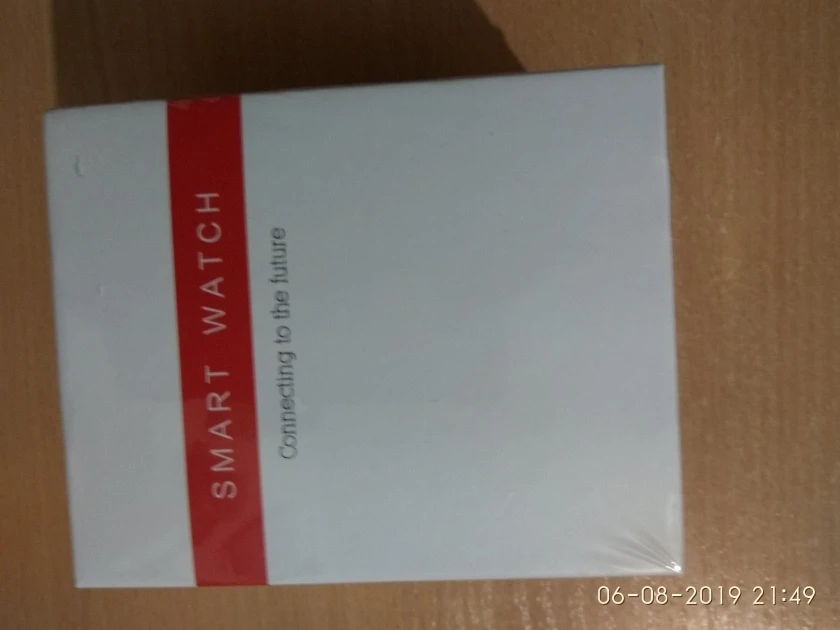 SMART WATCH
Connecting to the future
06-08-2019 21:49